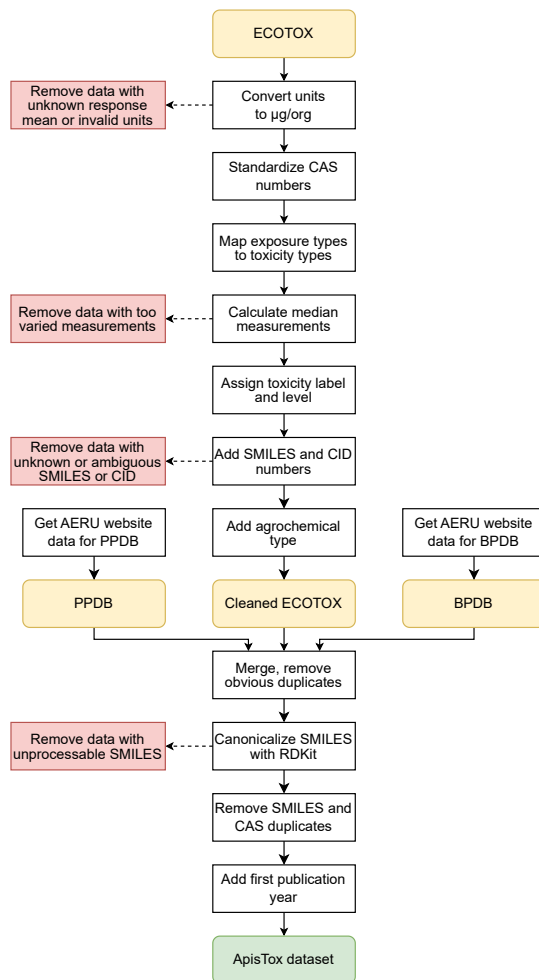 ECOTOX
Remove data with
unknown response
mean or invalid units
Convert units
to µg/org
Standardize CAS
numbers
Map exposure types
to toxicity types
Remove data with too
varied measurements
Calculate median
measurements
Assign toxicity label
and level
Remove data with
unknown or ambiguous
SMILES or CID
Add SMILES and CID
numbers
Get AERU website
data for PPDB
Add agrochemical
type
Get AERU website
data for BPDB
PPDB
Cleaned ECOTOX
BPDB
Merge, remove
obvious duplicates
Remove data with
unprocessable SMILES
Canonicalize SMILES
with RDKit
Remove SMILES and
CAS duplicates
Add first publication
year
ApisTox dataset